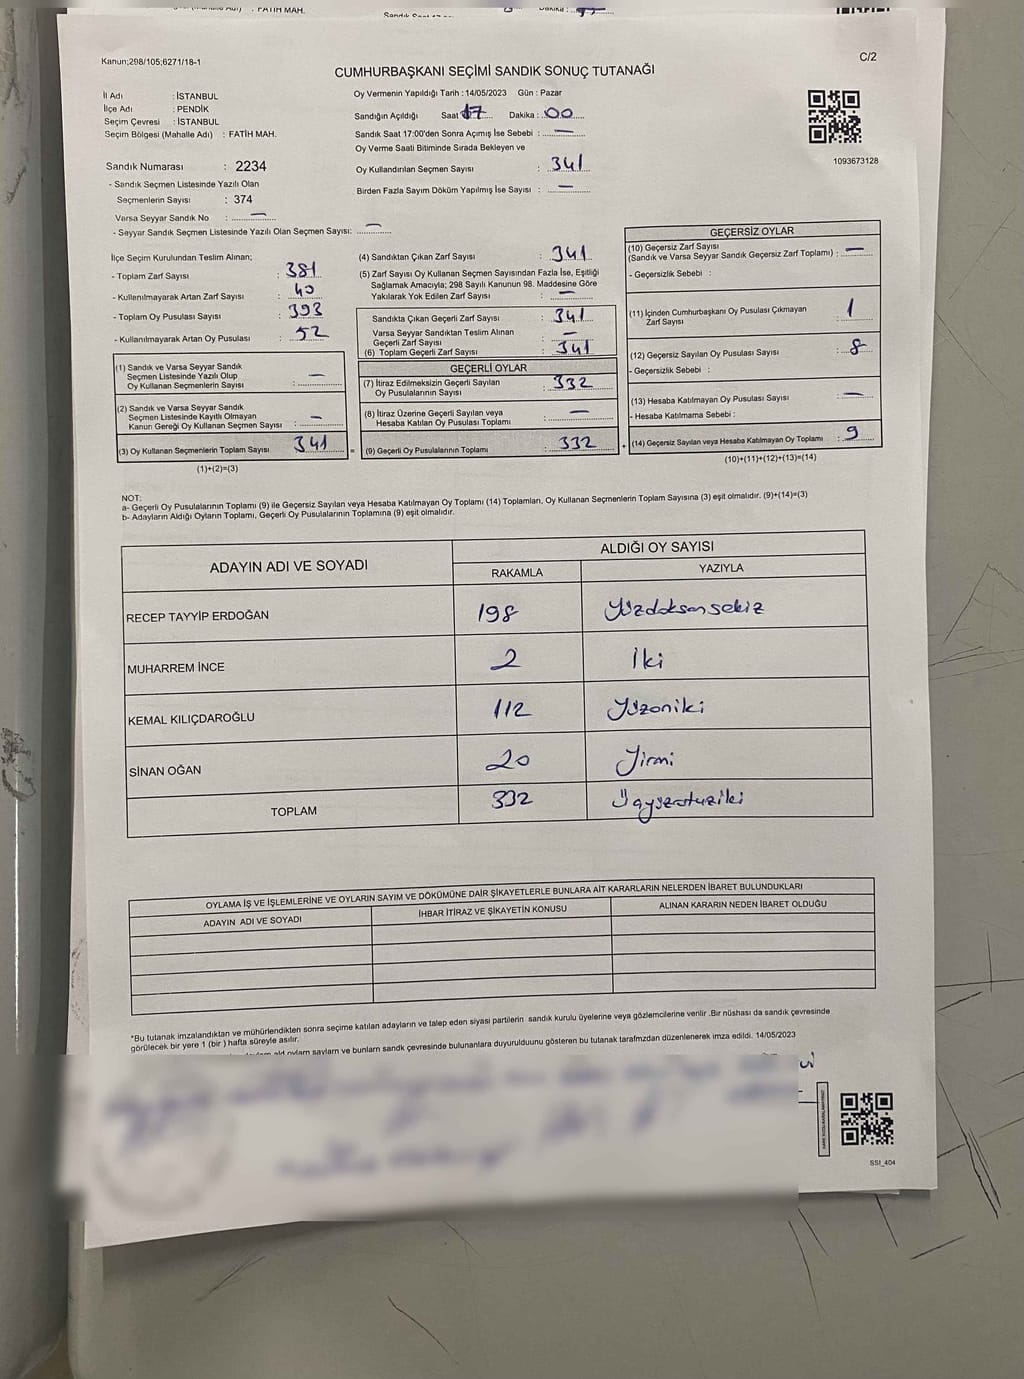 FATİH MAH.
Kanun;298/105;6271/18-1
C/2
CUMHURBAŞKANI SEÇİMİ SANDIK SONUÇ TUTANAĞI
İl Adı : İSTANBUL
İlçe Adı : PENDİK
Seçim Çevresi : İSTANBUL
Seçim Bölgesi (Mahalle Adı) : FATİH MAH.
Sandık Numarası : 2234
- Sandık Seçmen Listesinde Yazılı Olan
Seçmenlerin Sayısı : 374
Varsa Seyyar Sandık No : —
- Seyyar Sandık Seçmen Listesinde Yazılı Olan Seçmen Sayısı: —
Oy Vermenin Yapıldığı Tarih : 14/05/2023 Gün : Pazar
Sandığın Açıldığı Saat 17 Dakika : 00
Sandık Saat 17:00'den Sonra Açımış İse Sebebi : —
Oy Verme Saati Bitiminde Sırada Bekleyen ve
Oy Kullandırılan Seçmen Sayısı : 341
Birden Fazla Sayım Döküm Yapılmış İse Sayısı : —
1093673128
İlçe Seçim Kurulundan Teslim Alınan;
- Toplam Zarf Sayısı : 381
- Kullanılmayarak Artan Zarf Sayısı : 40
- Toplam Oy Pusulası Sayısı : 393
- Kullanılmayarak Artan Oy Pusulası : 52
(1) Sandık ve Varsa Seyyar Sandık
Seçmen Listesinde Yazılı Olup
Oy Kullanan Seçmenlerin Sayısı : —
(2) Sandık ve Varsa Seyyar Sandık
Seçmen Listesinde Kayıtlı Olmayan
Kanun Gereği Oy Kullanan Seçmen Sayısı : —
(3) Oy Kullanan Seçmenlerin Toplam Sayısı 341 =
(1)+(2)=(3)
(4) Sandıktan Çıkan Zarf Sayısı : 341
(5) Zarf Sayısı Oy Kullanan Seçmen Sayısından Fazla İse, Eşitliği
Sağlamak Amacıyla; 298 Sayılı Kanunun 98. Maddesine Göre
Yakılarak Yok Edilen Zarf Sayısı : —
Sandıkta Çıkan Geçerli Zarf Sayısı : 341
Varsa Seyyar Sandıktan Teslim Alınan
Geçerli Zarf Sayısı : —
(6) Toplam Geçerli Zarf Sayısı : 341
GEÇERLİ OYLAR
(7) İtiraz Edilmeksizin Geçerli Sayılan
Oy Pusulalarının Sayısı : 332
(8) İtiraz Üzerine Geçerli Sayılan veya
Hesaba Katılan Oy Pusulası Toplamı : —
(9) Geçerli Oy Pusulalarının Toplamı : 332
GEÇERSİZ OYLAR
(10) Geçersiz Zarf Sayısı
(Sandık ve Varsa Seyyar Sandık Geçersiz Zarf Toplamı) : —
- Geçersizlik Sebebi :
(11) İçinden Cumhurbaşkanı Oy Pusulası Çıkmayan
Zarf Sayısı : 1
(12) Geçersiz Sayılan Oy Pusulası Sayısı : 8
- Geçersizlik Sebebi :
(13) Hesaba Katılmayan Oy Pusulası Sayısı : —
- Hesaba Katılmama Sebebi :
(14) Geçersiz Sayılan veya Hesaba Katılmayan Oy Toplamı : 9
(10)+(11)+(12)+(13)=(14)
NOT:
a- Geçerli Oy Pusulalarının Toplamı (9) ile Geçersiz Sayılan veya Hesaba Katılmayan Oy Toplamı (14) Toplamları, Oy Kullanan Seçmenlerin Toplam Sayısına (3) eşit olmalıdır. (9)+(14)=(3)
b- Adayların Aldığı Oyların Toplamı, Geçerli Oy Pusulalarının Toplamına (9) eşit olmalıdır.
ADAYIN ADI VE SOYADI ALDIĞI OY SAYISI
RAKAMLA YAZIYLA
RECEP TAYYİP ERDOĞAN 198 Yüzdoksansekiz
MUHARREM İNCE 2 İki
KEMAL KILIÇDAROĞLU 112 Yüzoniki
SİNAN OĞAN 20 Yirmi
TOPLAM 332
OYLAMA İŞ VE İŞLEMLERİNE VE OYLARIN SAYIM VE DÖKÜMÜNE DAİR ŞİKAYETLERLE BUNLARA AİT KARARLARIN NELERDEN İBARET BULUNDUKLARI
ADAYIN ADI VE SOYADI İHBAR İTİRAZ VE ŞİKAYETİN KONUSU ALINAN KARARIN NEDEN İBARET OLDUĞU
*Bu tutanak imzalandıktan ve mühürlendikten sonra seçime katılan adayların ve talep eden siyasi partilerin sandık kurulu üyelerine veya gözlemcilerine verilir .Bir nüshası da sandık çevresinde
görülecek bir yere 1 (bir ) hafta süreyle asılır.
oyların sayıları ve bunların sandk çevresinde bulunanlara duyurulduunu gösteren bu tutanak tarafmzdan düzenlenerek imza edildi. 14/05/2023
SSI_404